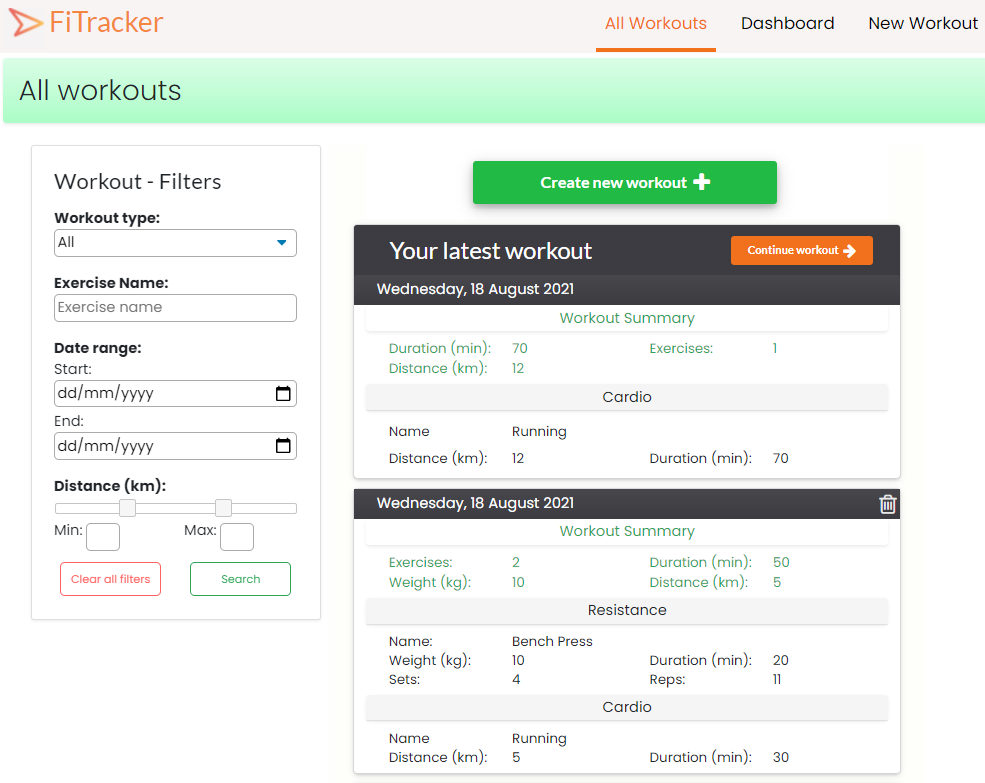 FiTracker
All Workouts Dashboard New Workout
All workouts
Workout - Filters
Workout type:
All
Exercise Name:
Exercise name
Date range:
Start:
dd/mm/yyyy
End:
dd/mm/yyyy
Distance (km):
Min: Max:
Clear all filters Search
Create new workout
Your latest workout Continue workout
Wednesday, 18 August 2021
Workout Summary
Duration (min): 70 Exercises: 1
Distance (km): 12
Cardio
Name Running
Distance (km): 12 Duration (min): 70
Wednesday, 18 August 2021
Workout Summary
Exercises: 2 Duration (min): 50
Weight (kg): 10 Distance (km): 5
Resistance
Name: Bench Press
Weight (kg): 10 Duration (min): 20
Sets: 4 Reps: 11
Cardio
Name Running
Distance (km): 5 Duration (min): 30